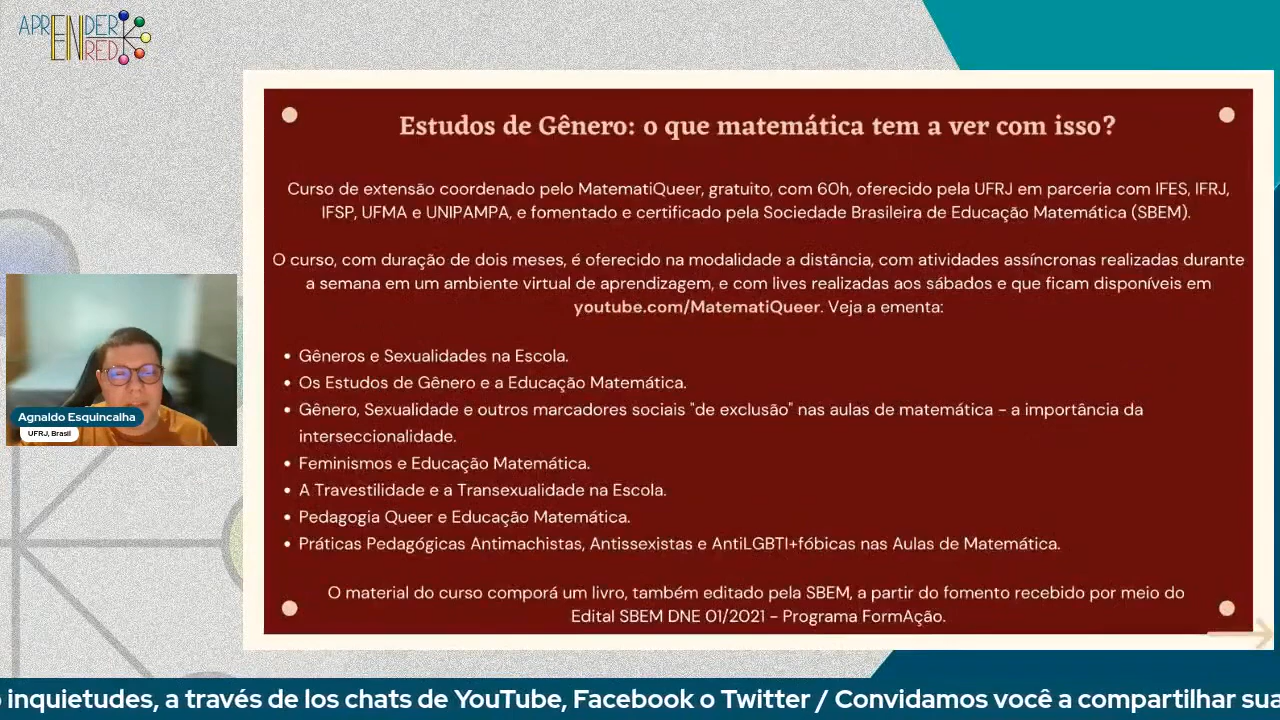 APRENDER
EN RED
Estudos de Gênero: o que matemática tem a ver com isso?
Curso de extensão coordenado pelo MatematiQueer, gratuito, com 60h, oferecido pela UFRJ em parceria com IFES, IFRJ,
IFSP, UFMA e UNIPAMPA, e fomentado e certificado pela Sociedade Brasileira de Educação Matemática (SBEM).
O curso, com duração de dois meses, é oferecido na modalidade a distância, com atividades assíncronas realizadas durante
a semana em um ambiente virtual de aprendizagem, e com lives realizadas aos sábados e que ficam disponíveis em
youtube.com/MatematiQueer. Veja a ementa:
• Gêneros e Sexualidades na Escola.
• Os Estudos de Gênero e a Educação Matemática.
• Gênero, Sexualidade e outros marcadores sociais "de exclusão" nas aulas de matemática - a importância da
interseccionalidade.
• Feminismos e Educação Matemática.
• A Travestilidade e a Transexualidade na Escola.
• Pedagogia Queer e Educação Matemática.
• Práticas Pedagógicas Antimachistas, Antissexistas e AntiLGBTI+fóbicas nas Aulas de Matemática.
O material do curso comporá um livro, também editado pela SBEM, a partir do fomento recebido por meio do
Edital SBEM DNE 01/2021 - Programa FormAção.
Agnaldo Esquincalha
UFRJ, Brasil
o inquietudes, a través de los chats de YouTube, Facebook o Twitter / Convidamos você a compartilhar sua